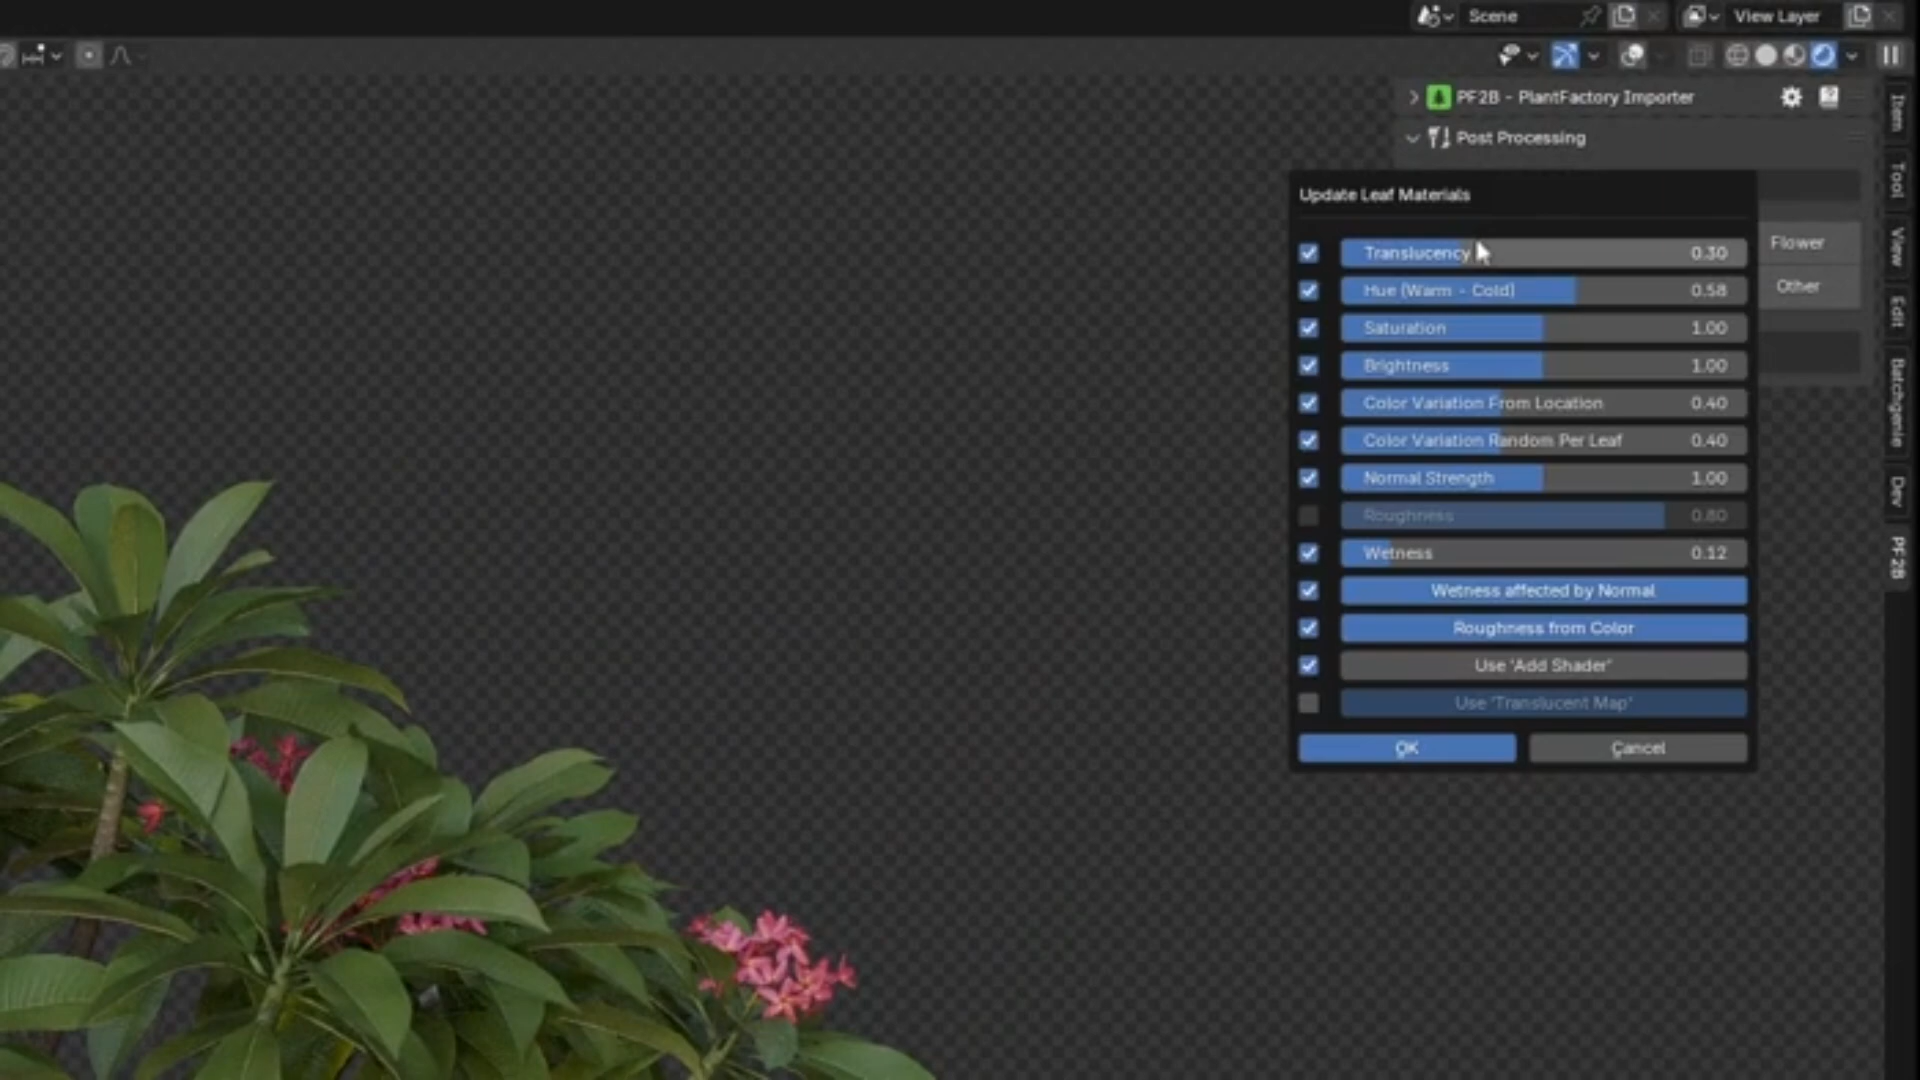 Scene
View Layer
PF2B - PlantFactory Importer
Post Processing
Update Leaf Materials
Translucency 0.30
Hue (Warm - Cold) 0.58
Saturation 1.00
Brightness 1.00
Color Variation From Location 0.40
Color Variation Random Per Leaf 0.40
Normal Strength 1.00
Roughness 0.80
Wetness 0.12
Wetness affected by Normal
Roughness from Color
Use 'Add Shader'
Use 'Translucent Map'
OK
Cancel
Flower
Other
Item
Tool
View
Edit
Batchgenie
Dev
PF2B